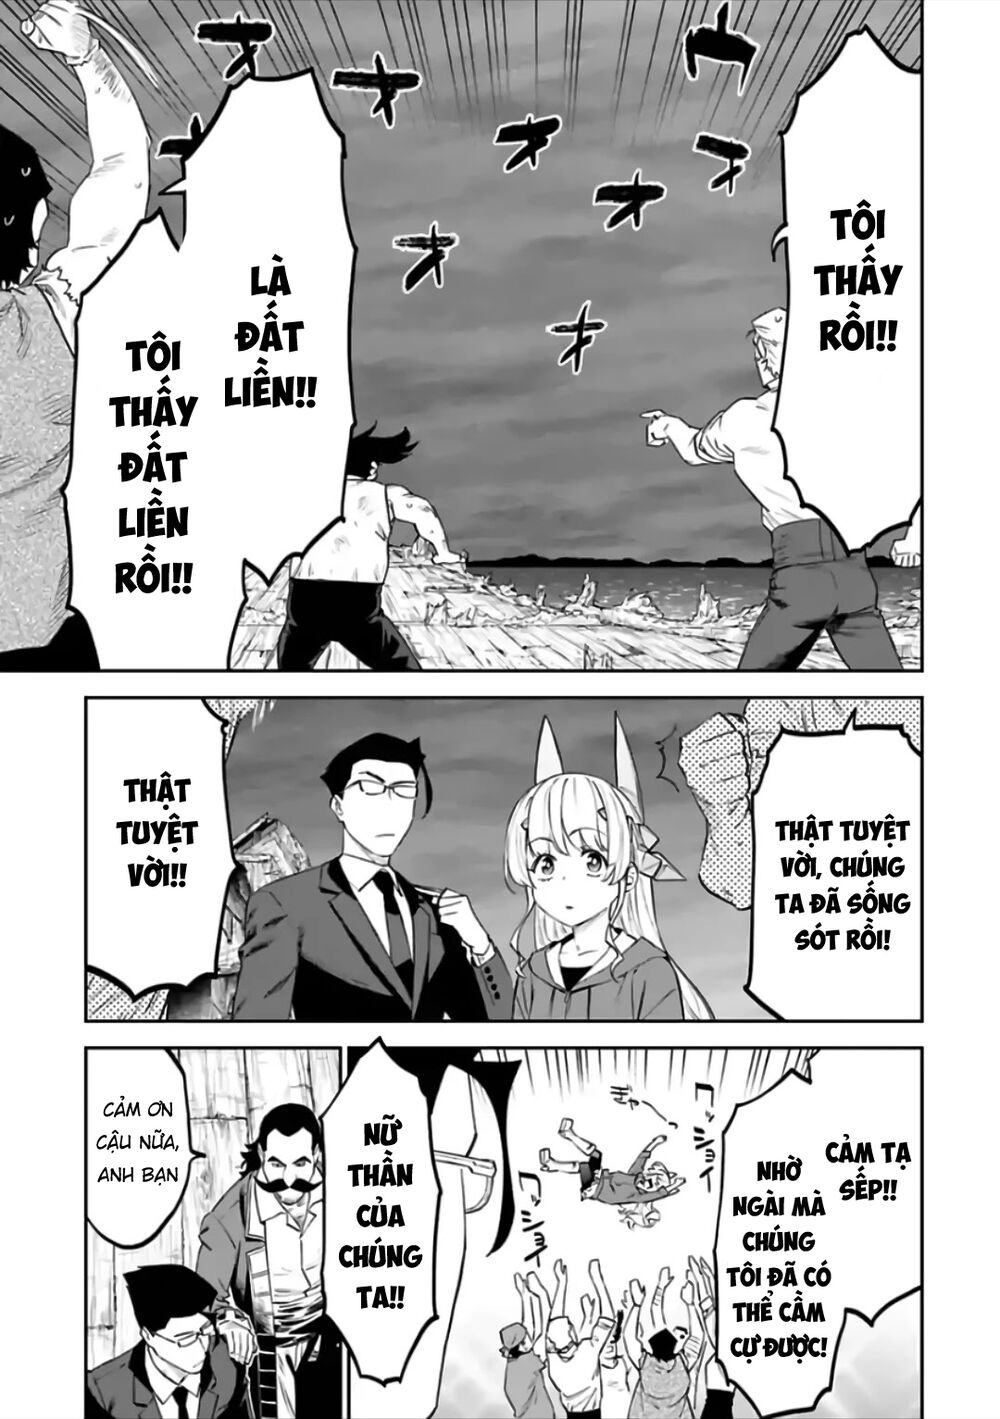 TÔI
THẤY
RỒI!!
LÀ
ĐẤT
LIỀN!!
TÔI
THẤY
ĐẤT
LIỀN
RỒI!!
ウ
オ
オ
オ
オ
オ
オ
THẬT TUYỆT
VỜI, CHÚNG
TA ĐÃ SỐNG
SÓT RỒI!
THẬT
TUYỆT
VỜI!!
CẢM TẠ
SẾP!!
NHỜ
NGÀI MÀ
CHÚNG
TÔI ĐÃ CÓ
THỂ CẦM
CỰ ĐƯỢC!
ぎゃー
ワッショイ
ワッショイ
NỮ
THẦN
CỦA
CHÚNG
TA!!
CẢM ƠN
CẬU NỮA,
ANH BẠN